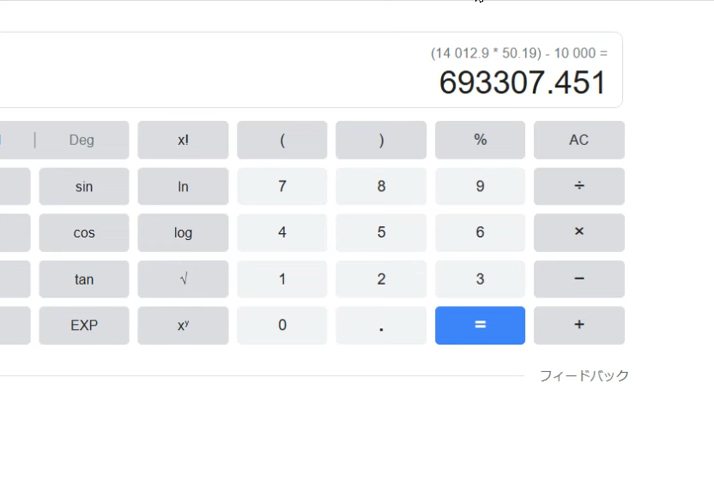 (14 012.9 * 50.19) - 10 000 =
693307.451
Deg x! ( ) % AC
sin ln 7 8 9 ÷
cos log 4 5 6 ×
tan √ 1 2 3 −
EXP xʸ 0 . = +
フィードバック